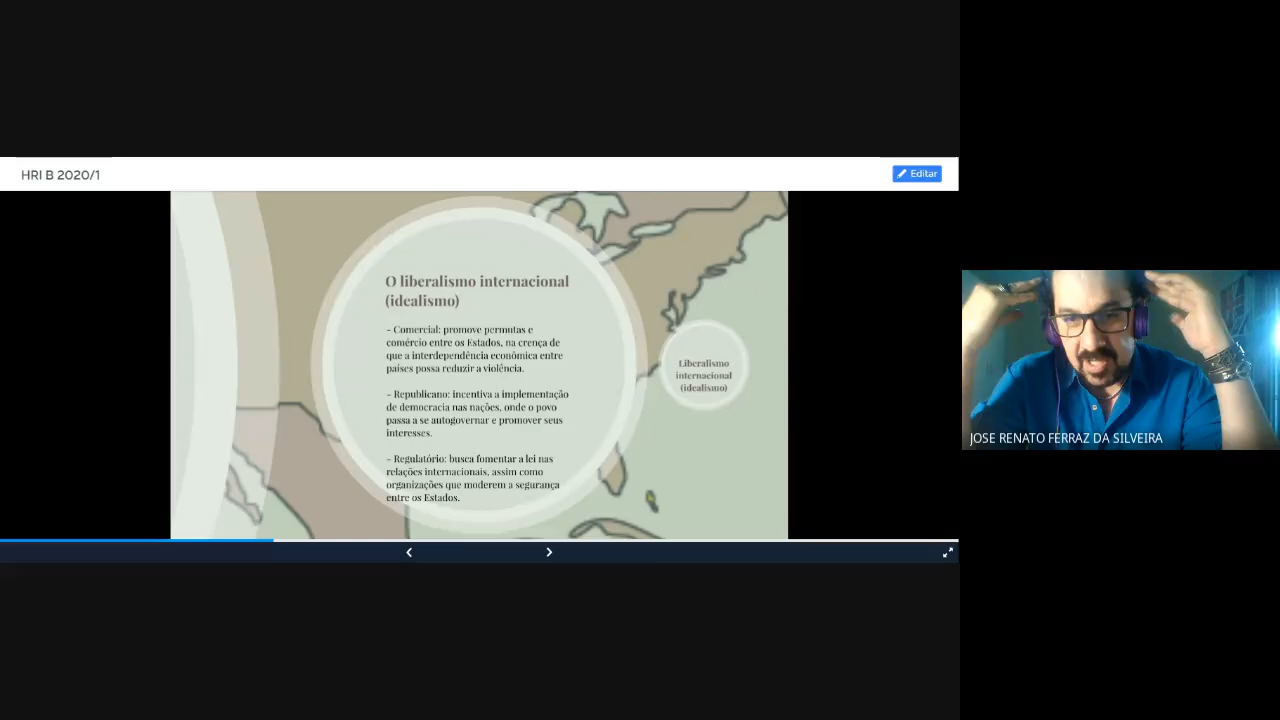 HRI B 2020/1
Editar
O liberalismo internacional
(idealismo)
- Comercial: promove permutas e
comércio entre os Estados, na crença de
que a interdependência econômica entre
países possa reduzir a violência.
- Republicano: incentiva a implementação
de democracia nas nações, onde o povo
passa a se autogovernar e promover seus
interesses.
- Regulatório: busca fomentar a lei nas
relações internacionais, assim como
organizações que moderem a segurança
entre os Estados.
Liberalismo
internacional
(idealismo)
JOSE RENATO FERRAZ DA SILVEIRA